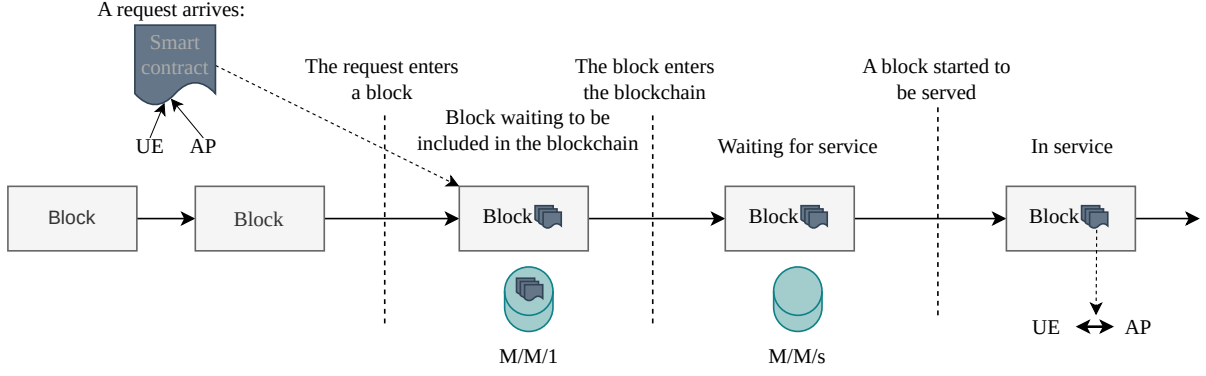 A request arrives:
Smart
contract
UE
AP
The request enters
a block
Block waiting to be
included in the blockchain
The block enters
the blockchain
Waiting for service
A block started to
be served
In service
Block
Block
Block
Block
Block
M/M/1
M/M/s
UE
AP